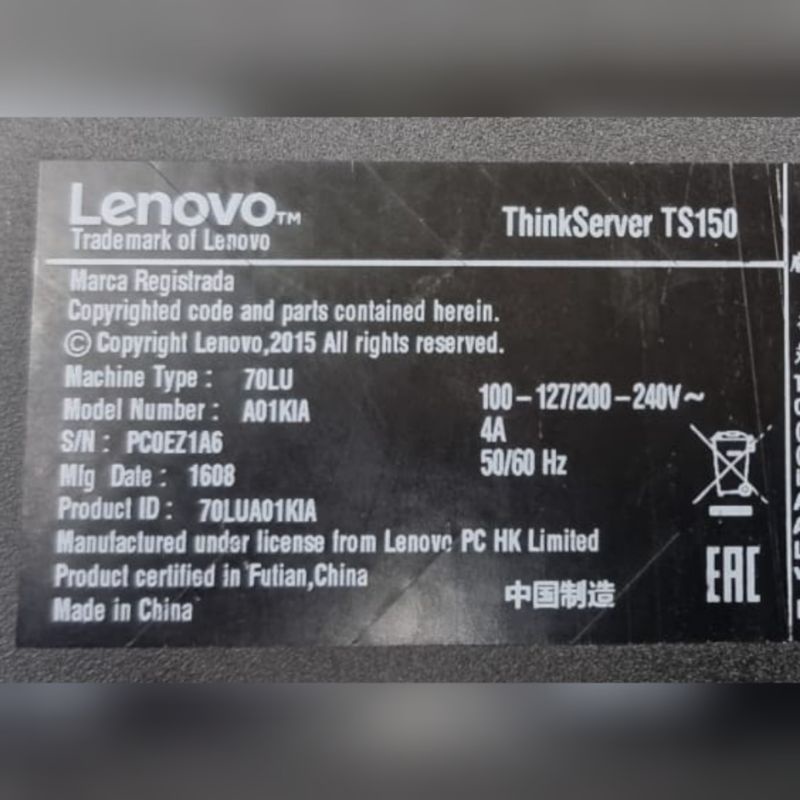 Lenovo™
Trademark of Lenovo
ThinkServer TS150
Marca Registrada
Copyrighted code and parts contained herein.
© Copyright Lenovo,2015 All rights reserved.
Machine Type : 70LU
Model Number : A01KIA
S/N : PC0EZ1A6
Mfg Date : 1608
Product ID : 70LUA01KIA
100-127/200-240V~
4A
50/60 Hz
Manufactured under license from Lenovo PC HK Limited
Product certified in Futian,China
Made in China
中国制造
EAC